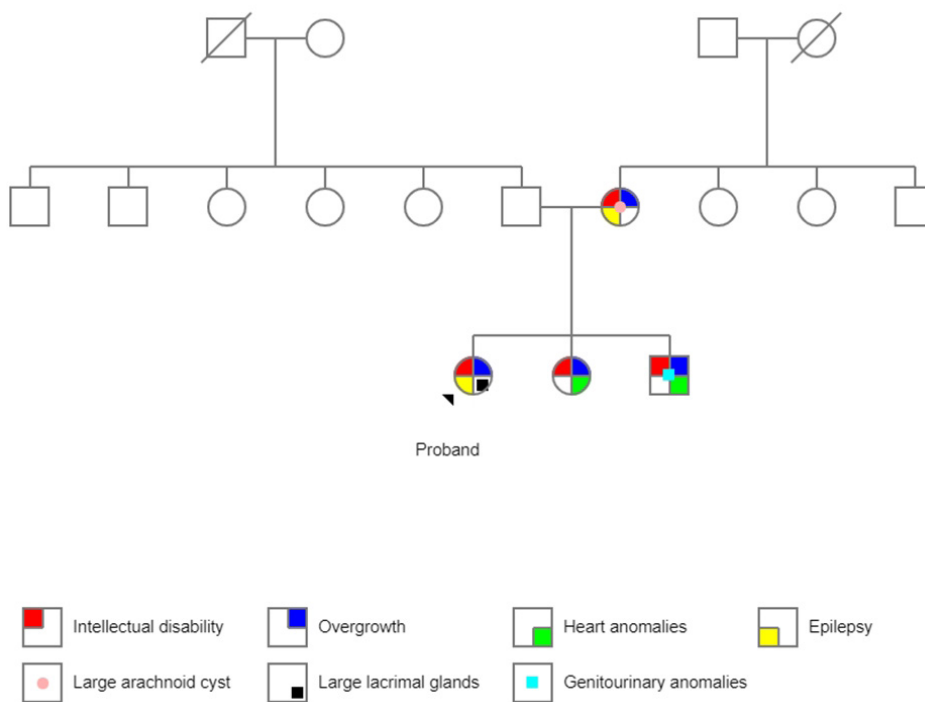 Proband
Intellectual disability
Overgrowth
Heart anomalies
Epilepsy
Large arachnoid cyst
Large lacrimal glands
Genitourinary anomalies